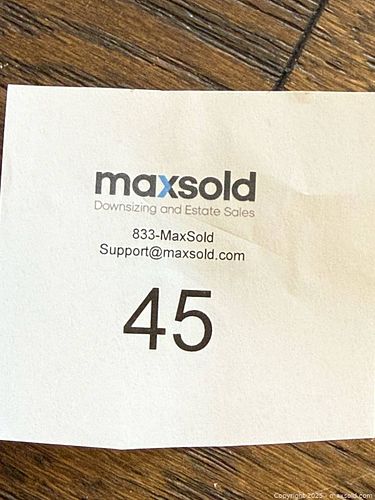 maxsold
Downsizing and Estate Sales
833-MaxSold
Support@maxsold.com
45
Copyright 2025 - maxsold.com